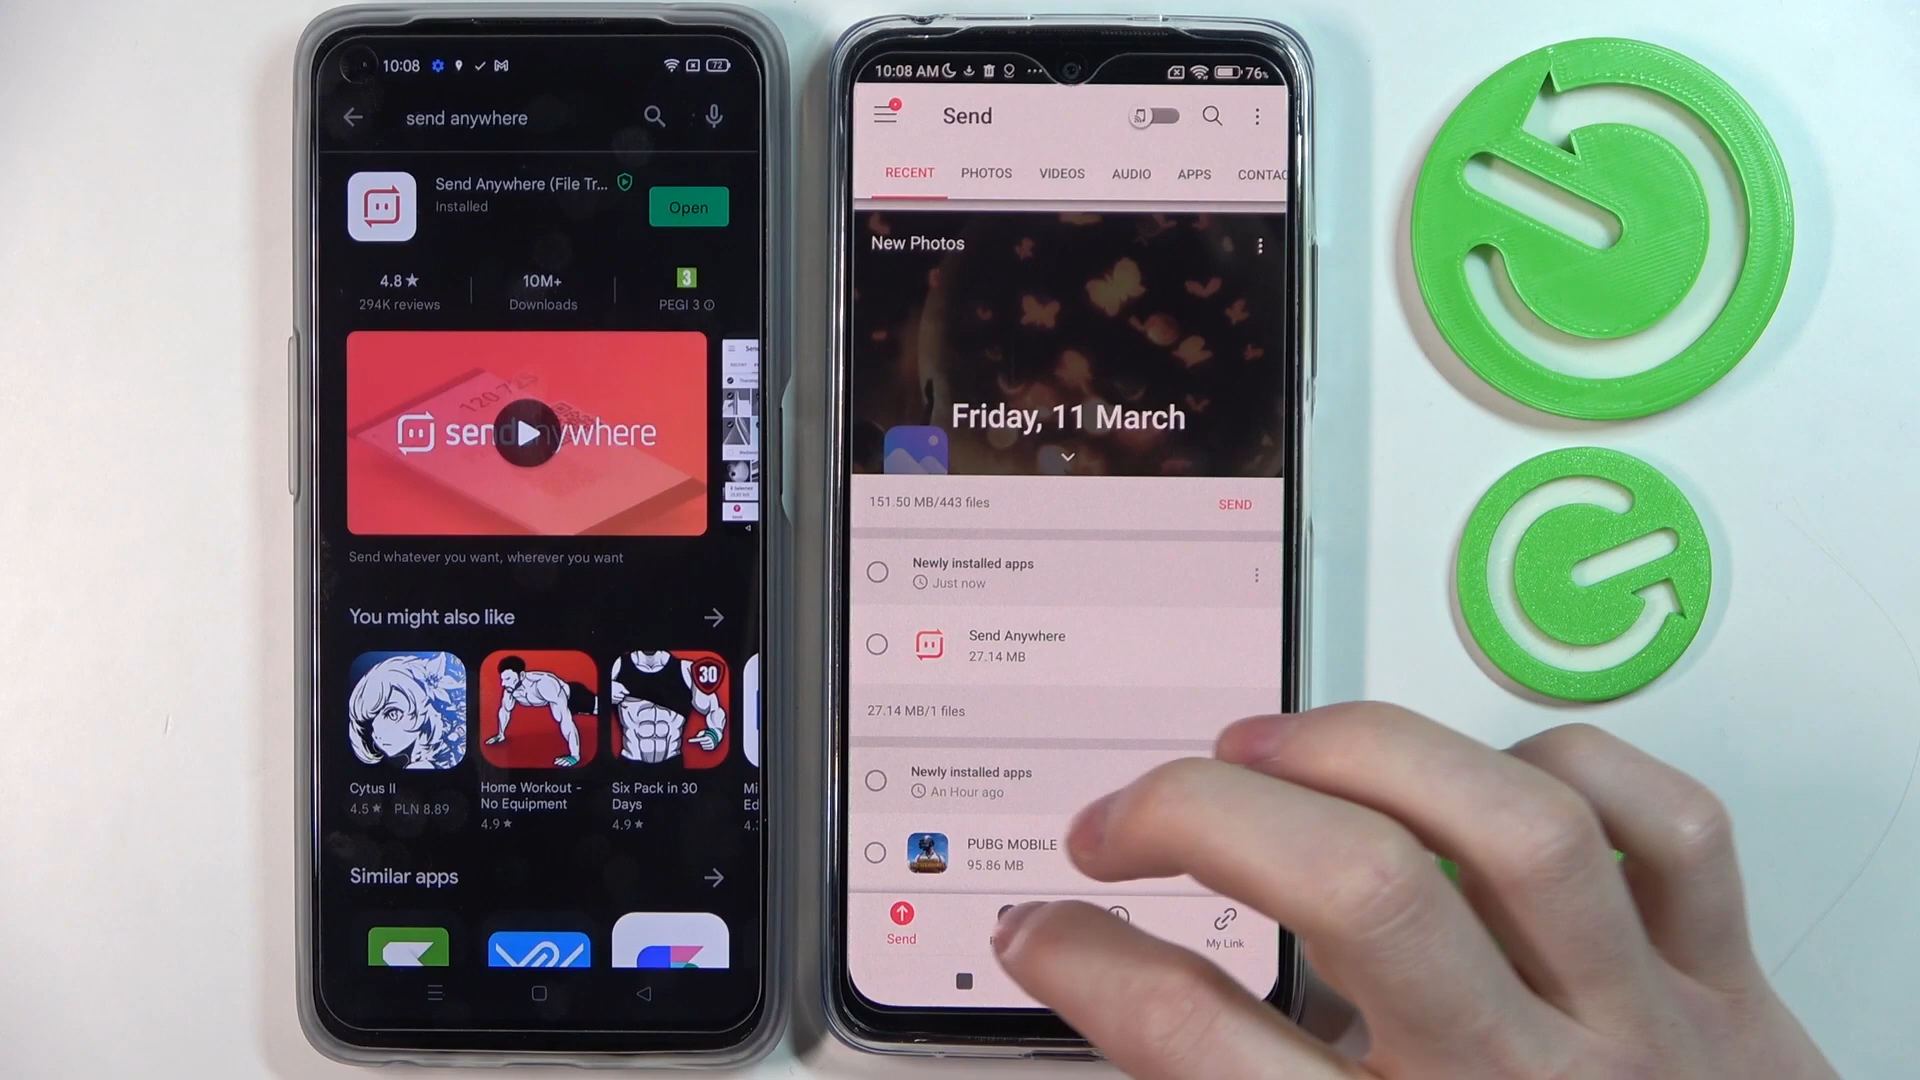 10:08
72
send anywhere
Send Anywhere (File Tr...
Installed
Open
4.8★
294K reviews
10M+
Downloads
3
PEGI 3
120 7
sendanywhere
Send whatever you want, wherever you want
You might also like
30
Cytus II
4.5★ PLN 8.89
Home Workout -
No Equipment
4.9★
Six Pack in 30
Days
4.9★
Similar apps
10:08 AM
76%
Send
RECENT
PHOTOS
VIDEOS
AUDIO
APPS
CONTAC
New Photos
Friday, 11 March
151.50 MB/443 files
SEND
Newly installed apps
Just now
Send Anywhere
27.14 MB
27.14 MB/1 files
Newly installed apps
An Hour ago
PUBG MOBILE
95.86 MB
Send
My Link